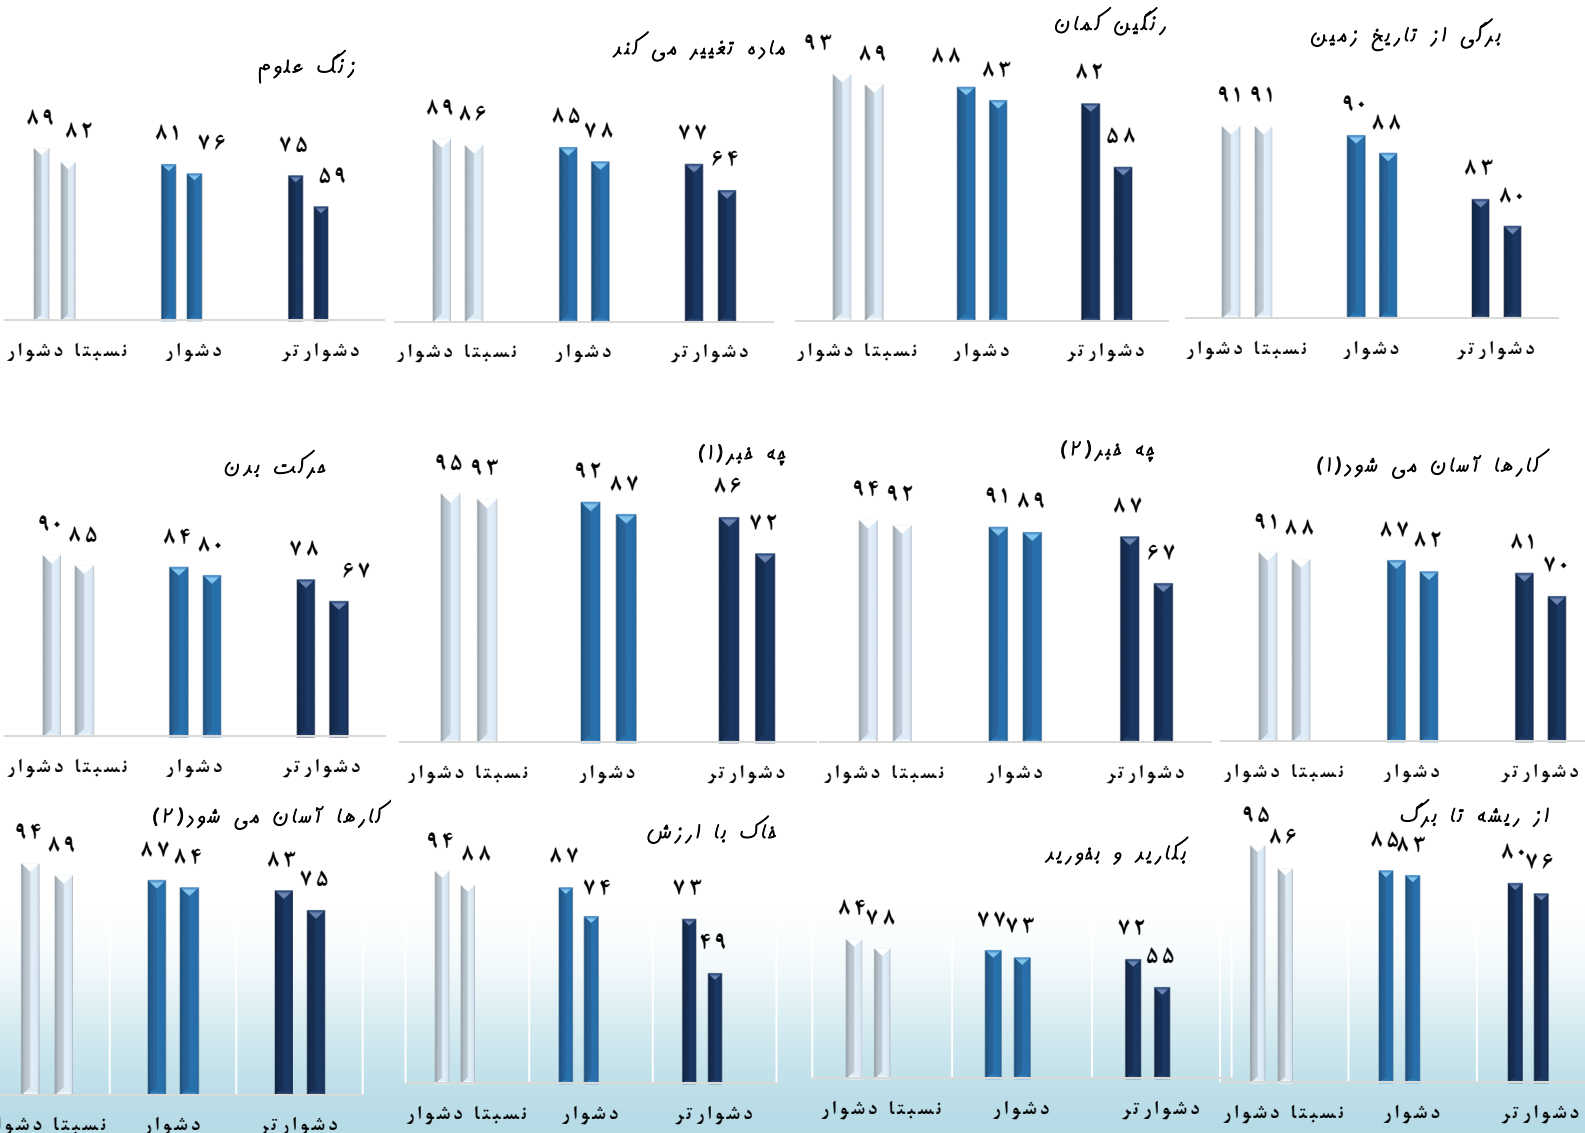 زنگ علوم
۸۹ ۸۲ ۸۱ ۷۶ ۷۵ ۵۹
نسبتا دشوار دشوار دشوارتر
ماده تغییر می کند
۸۹ ۸۶ ۸۵ ۷۸ ۷۷ ۶۴
نسبتا دشوار دشوار دشوارتر
رنگین کمان
۹۳ ۸۹ ۸۸ ۸۳ ۸۲ ۵۸
نسبتا دشوار دشوار دشوارتر
برگی از تاریخ زمین
۹۱ ۹۱ ۹۰ ۸۸ ۸۳ ۸۰
نسبتا دشوار دشوار دشوارتر
حرکت بدن
۹۰ ۸۵ ۸۴ ۸۰ ۷۸ ۶۷
نسبتا دشوار دشوار دشوارتر
چه خبر(۱)
۹۵ ۹۳ ۹۲ ۸۷ ۸۶ ۷۲
نسبتا دشوار دشوار دشوارتر
چه خبر(۲)
۹۴ ۹۲ ۹۱ ۸۹ ۸۷ ۶۷
نسبتا دشوار دشوار دشوارتر
کارها آسان می شود(۱)
۹۱ ۸۸ ۸۷ ۸۲ ۸۱ ۷۰
نسبتا دشوار دشوار دشوارتر
کارها آسان می شود(۲)
۹۴ ۸۹ ۸۷ ۸۴ ۸۳ ۷۵
نسبتا دشوار دشوار دشوارتر
خاک با ارزش
۹۴ ۸۸ ۸۷ ۷۴ ۷۳ ۴۹
نسبتا دشوار دشوار دشوارتر
بکارید و بخورید
۸۴ ۷۸ ۷۷ ۷۳ ۷۲ ۵۵
نسبتا دشوار دشوار دشوارتر
از ریشه تا برگ
۹۵ ۸۶ ۸۵ ۸۳ ۸۰ ۷۶
نسبتا دشوار دشوار دشوارتر